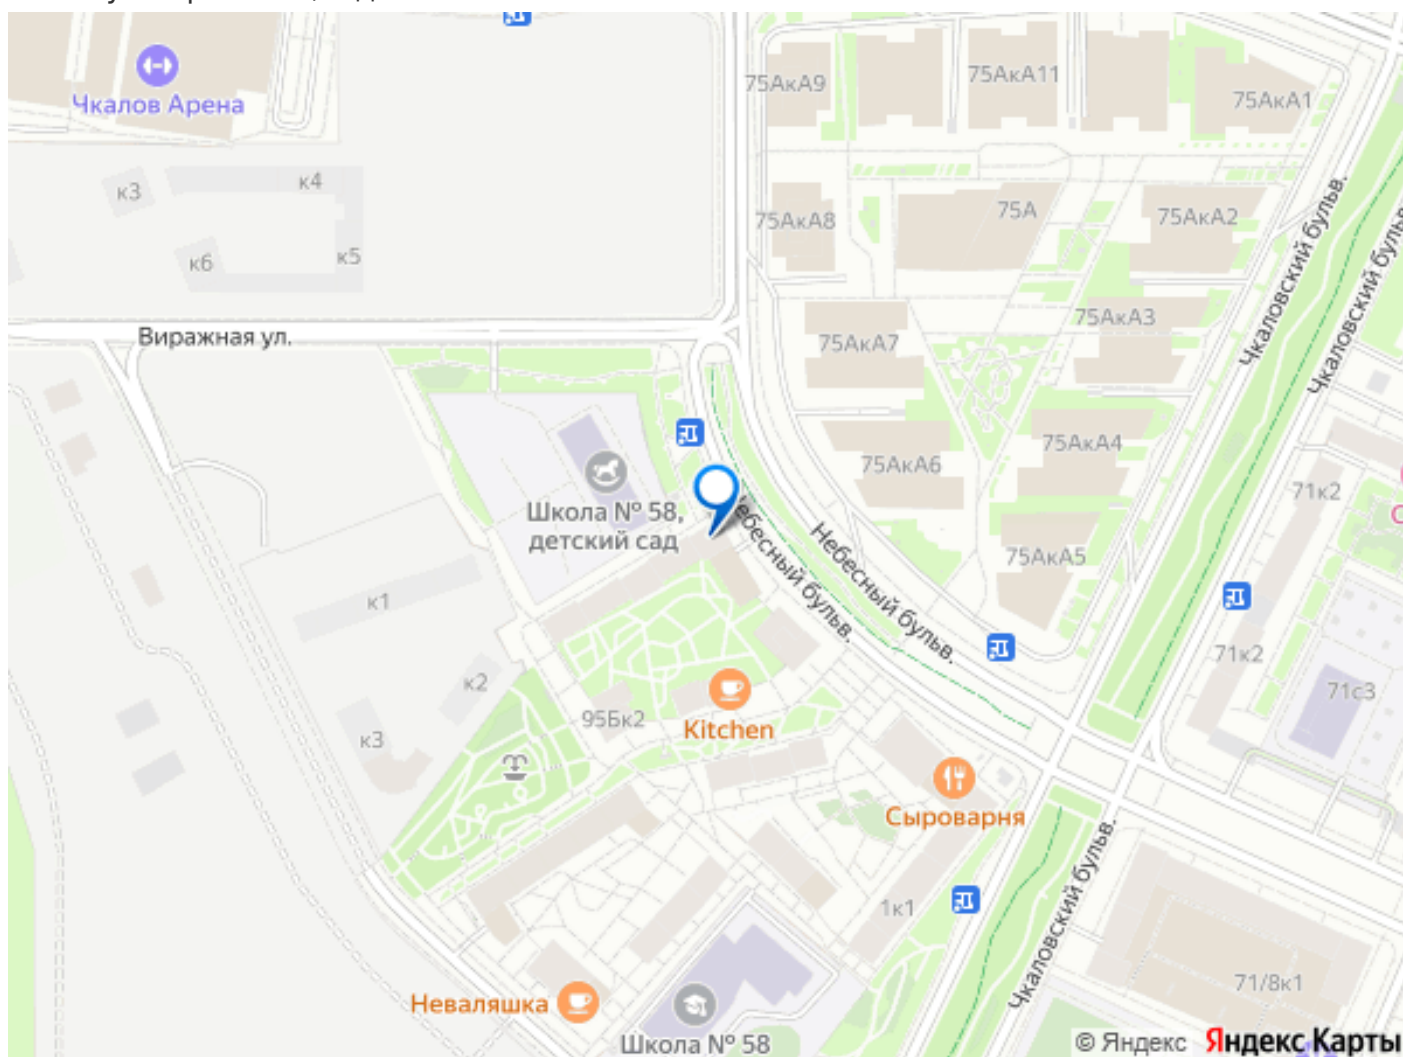 Чкалов Арена
75АкА9
75АкА11
75АкА1
к3
к4
к6
к5
75АкА8
75А
75АкА2
Чкаловский бульв.
Чкаловский бульв.
Виражная ул.
75АкА7
75АкА3
75АкА6
75АкА4
71к2
Школа № 58,
детский сад
Небесный бульв.
Небесный бульв.
75АкА5
к1
к2
к3
95Бк2
Kitchen
71к2
71с3
Сыроварня
1к1
Чкаловский бульв.
71/8к1
Неваляшка
Школа № 58
© Яндекс Яндекс Карты